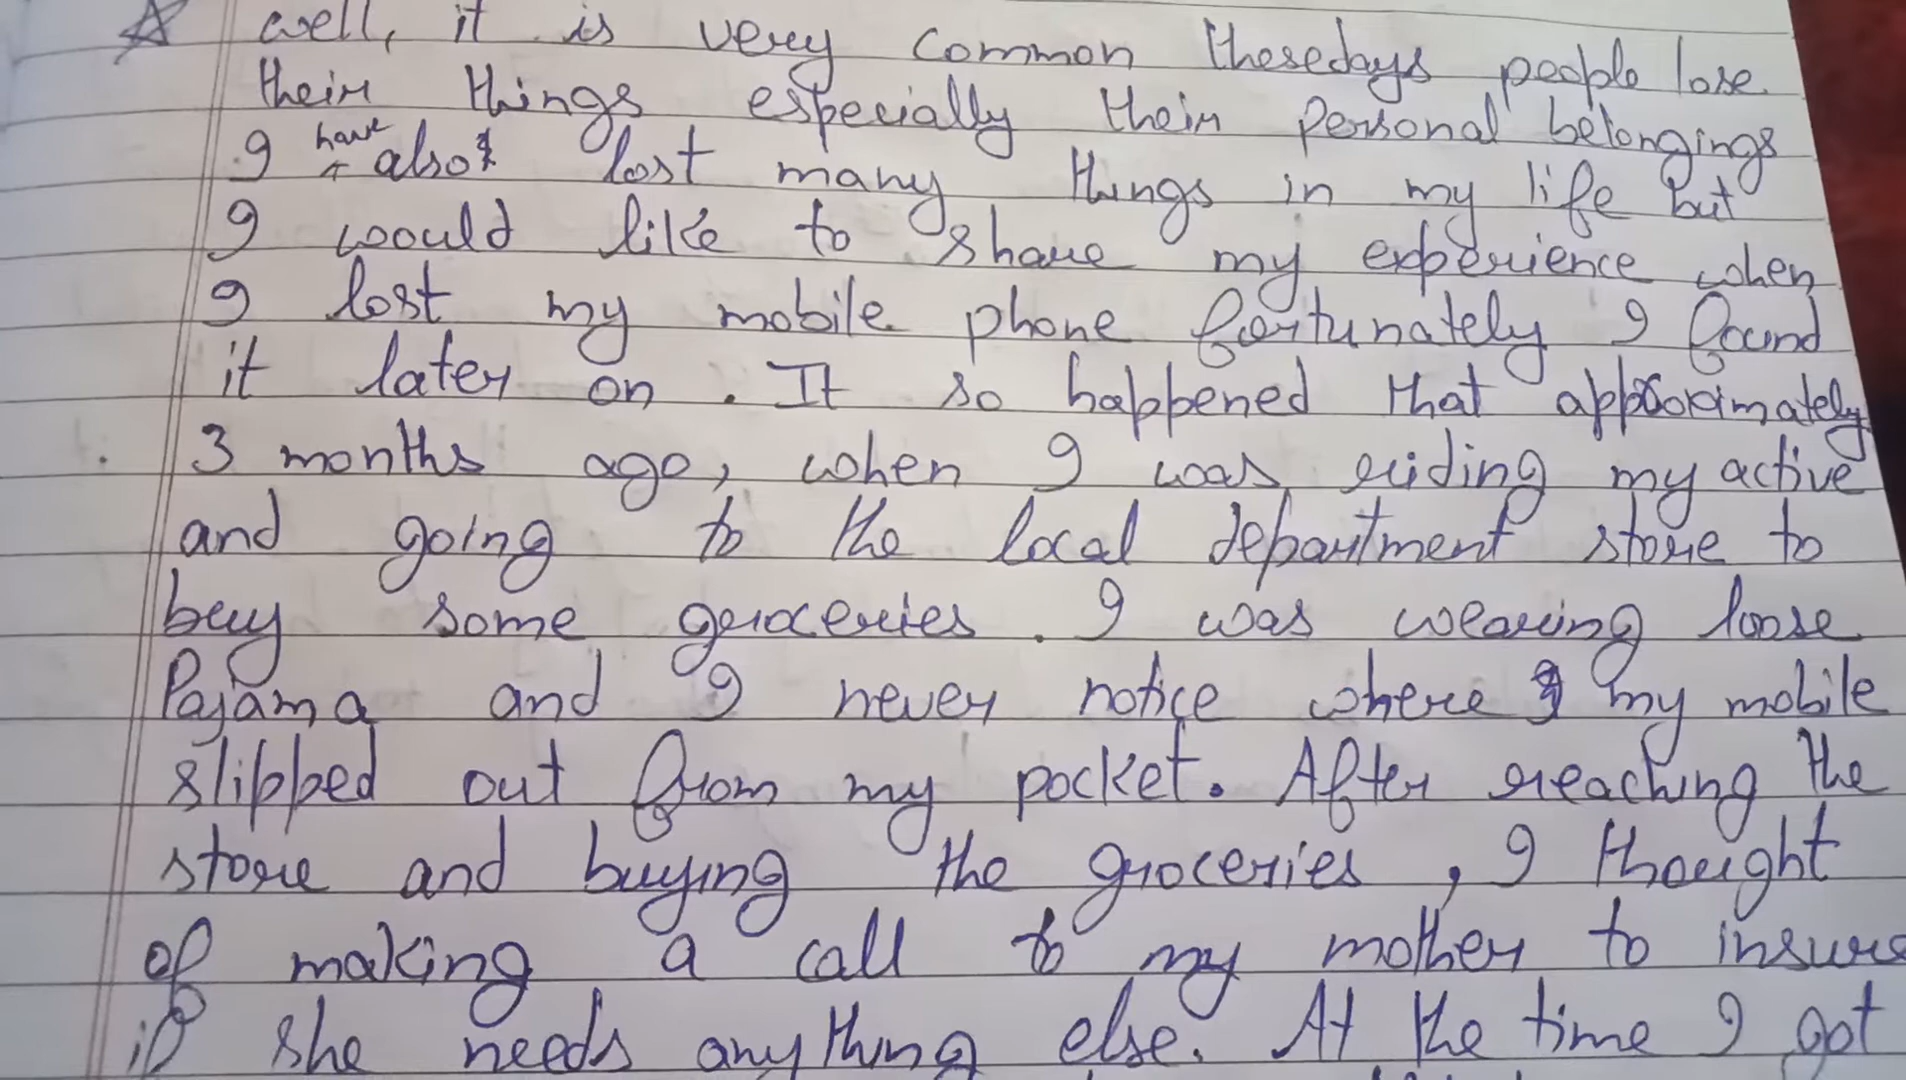 ☆ well, it is very common thesedays people lose
their things especially their personal belongings
I have also lost many things in my life but
I would like to share my experience when
I lost my mobile phone fortunately I found
it later on. It so happened that approximately
3 months ago, when I was riding my active
and going to the local department store to
buy some groceries. I was wearing loose
Pajama and I never notice where my mobile
slipped out from my pocket. After reaching the
store and buying the groceries, I thought
of making a call to my mother to insure
if she needs anything else. At the time I got